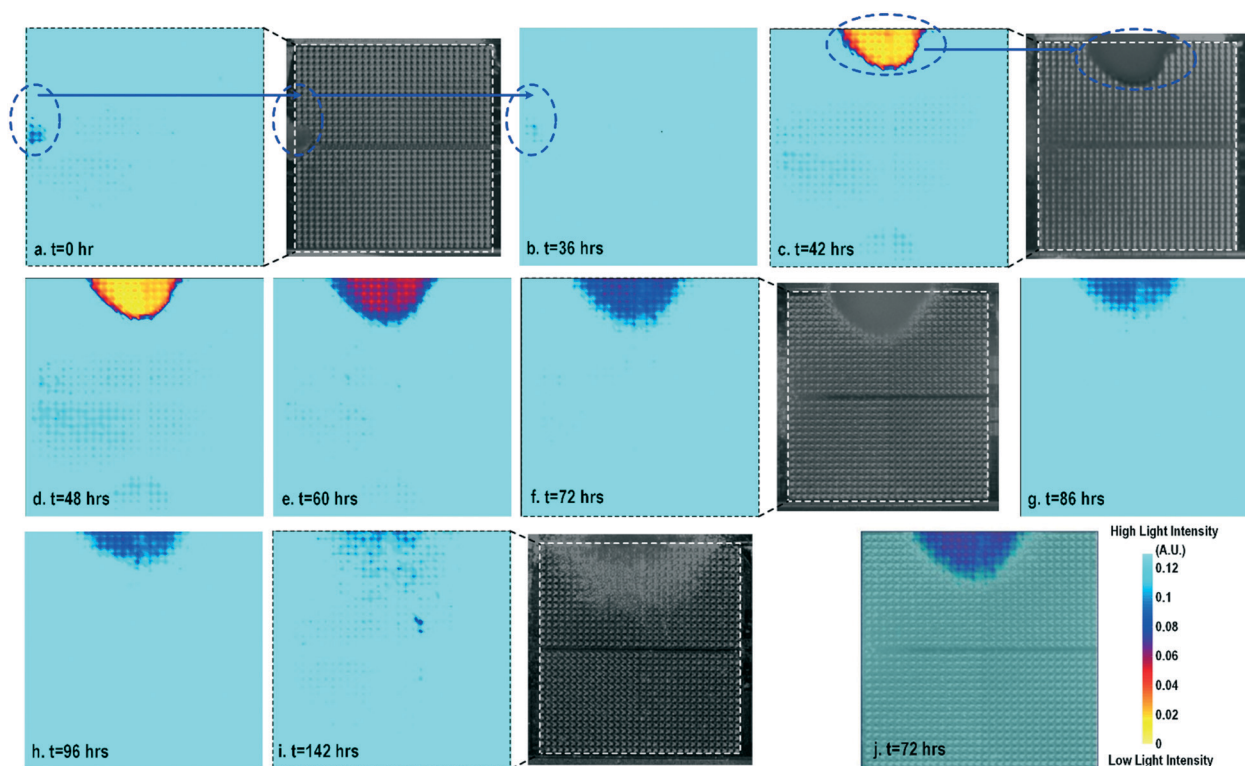 a. t=0 hr
b. t=36 hrs
c. t=42 hrs
d. t=48 hrs
e. t=60 hrs
f. t=72 hrs
g. t=86 hrs
h. t=96 hrs
i. t=142 hrs
j. t=72 hrs
High Light Intensity
(A.U.)
0.12
0.1
0.08
0.06
0.04
0.02
0
Low Light Intensity